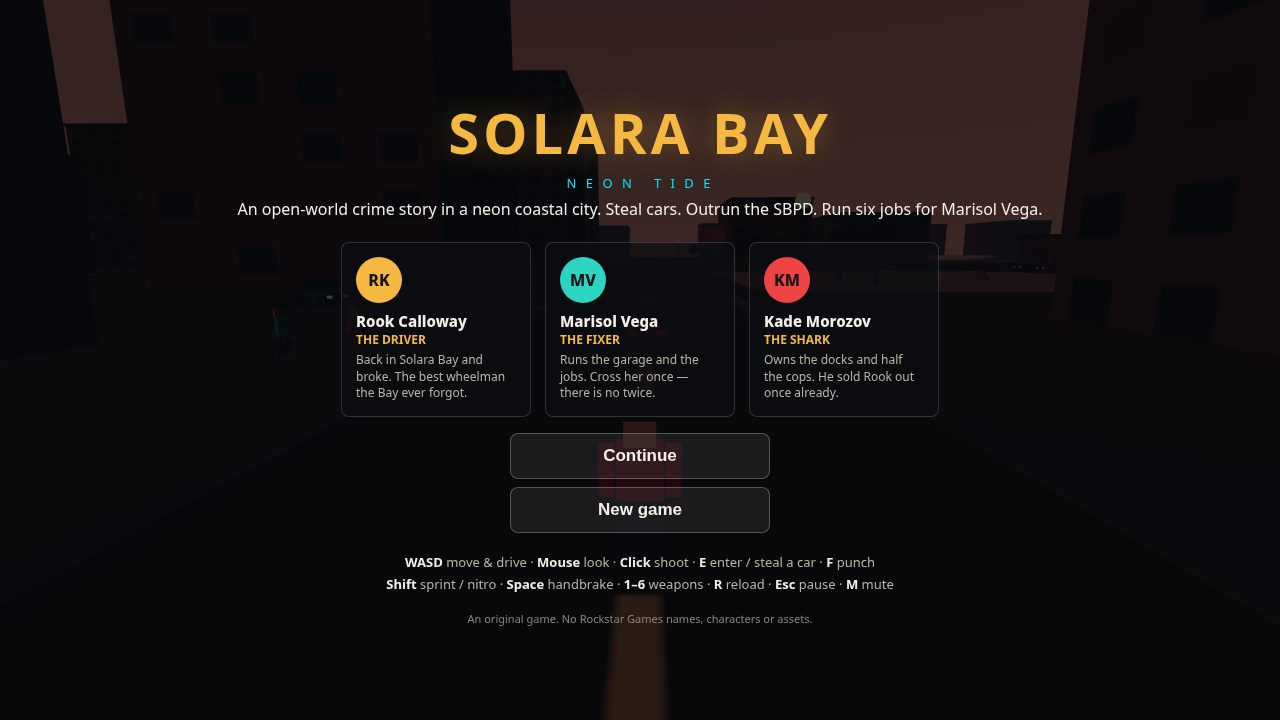 SOLARA BAY
NEON TIDE
An open-world crime story in a neon coastal city. Steal cars. Outrun the SBPD. Run six jobs for Marisol Vega.
RK
Rook Calloway
THE DRIVER
Back in Solara Bay and
broke. The best wheelman
the Bay ever forgot.
MV
Marisol Vega
THE FIXER
Runs the garage and the
jobs. Cross her once —
there is no twice.
KM
Kade Morozov
THE SHARK
Owns the docks and half
the cops. He sold Rook out
once already.
Continue
New game
WASD move & drive · Mouse look · Click shoot · E enter / steal a car · F punch
Shift sprint / nitro · Space handbrake · 1–6 weapons · R reload · Esc pause · M mute
An original game. No Rockstar Games names, characters or assets.